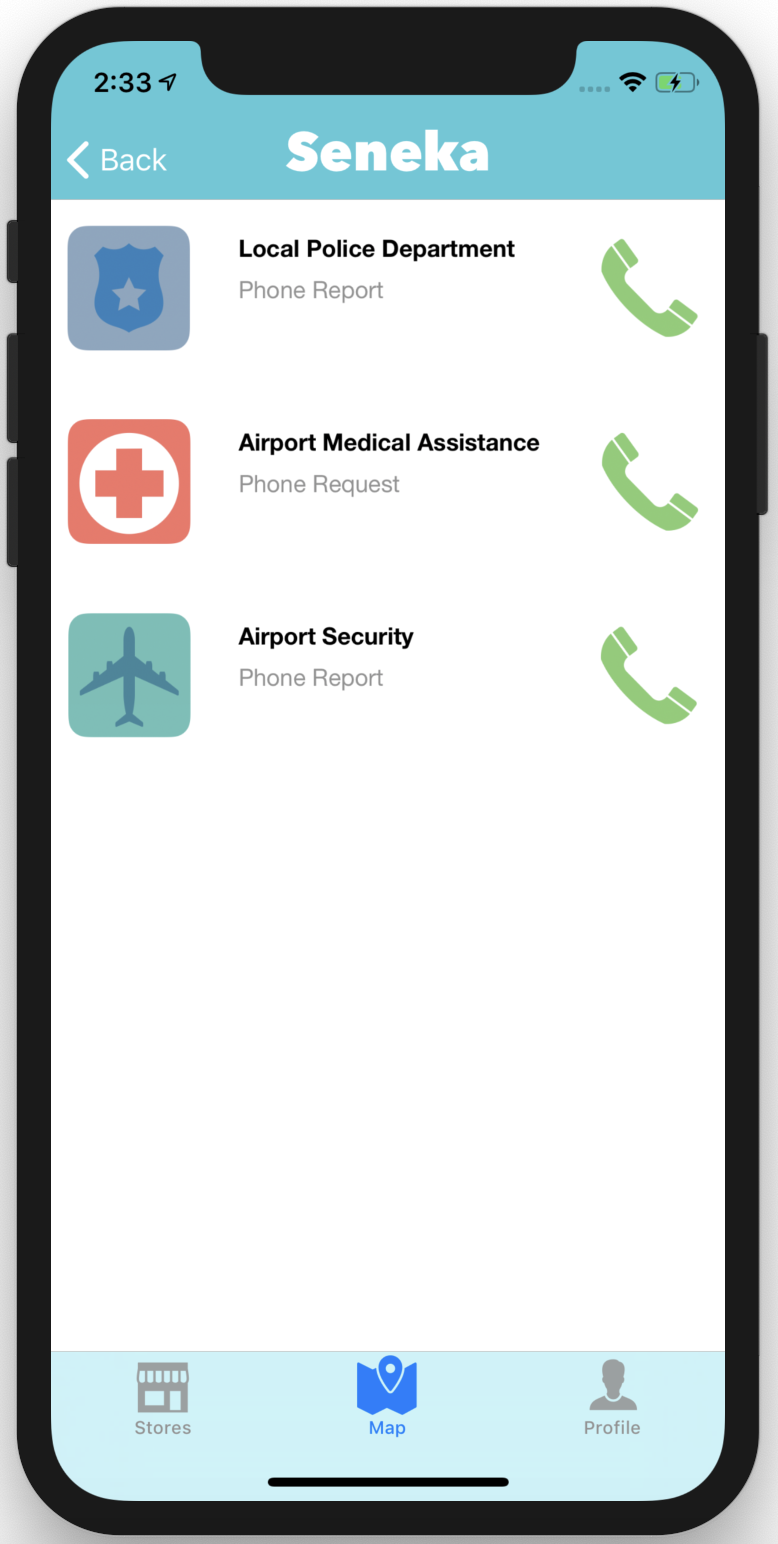 2:33
Back
Seneka
Local Police Department
Phone Report
Airport Medical Assistance
Phone Request
Airport Security
Phone Report
Stores
Map
Profile